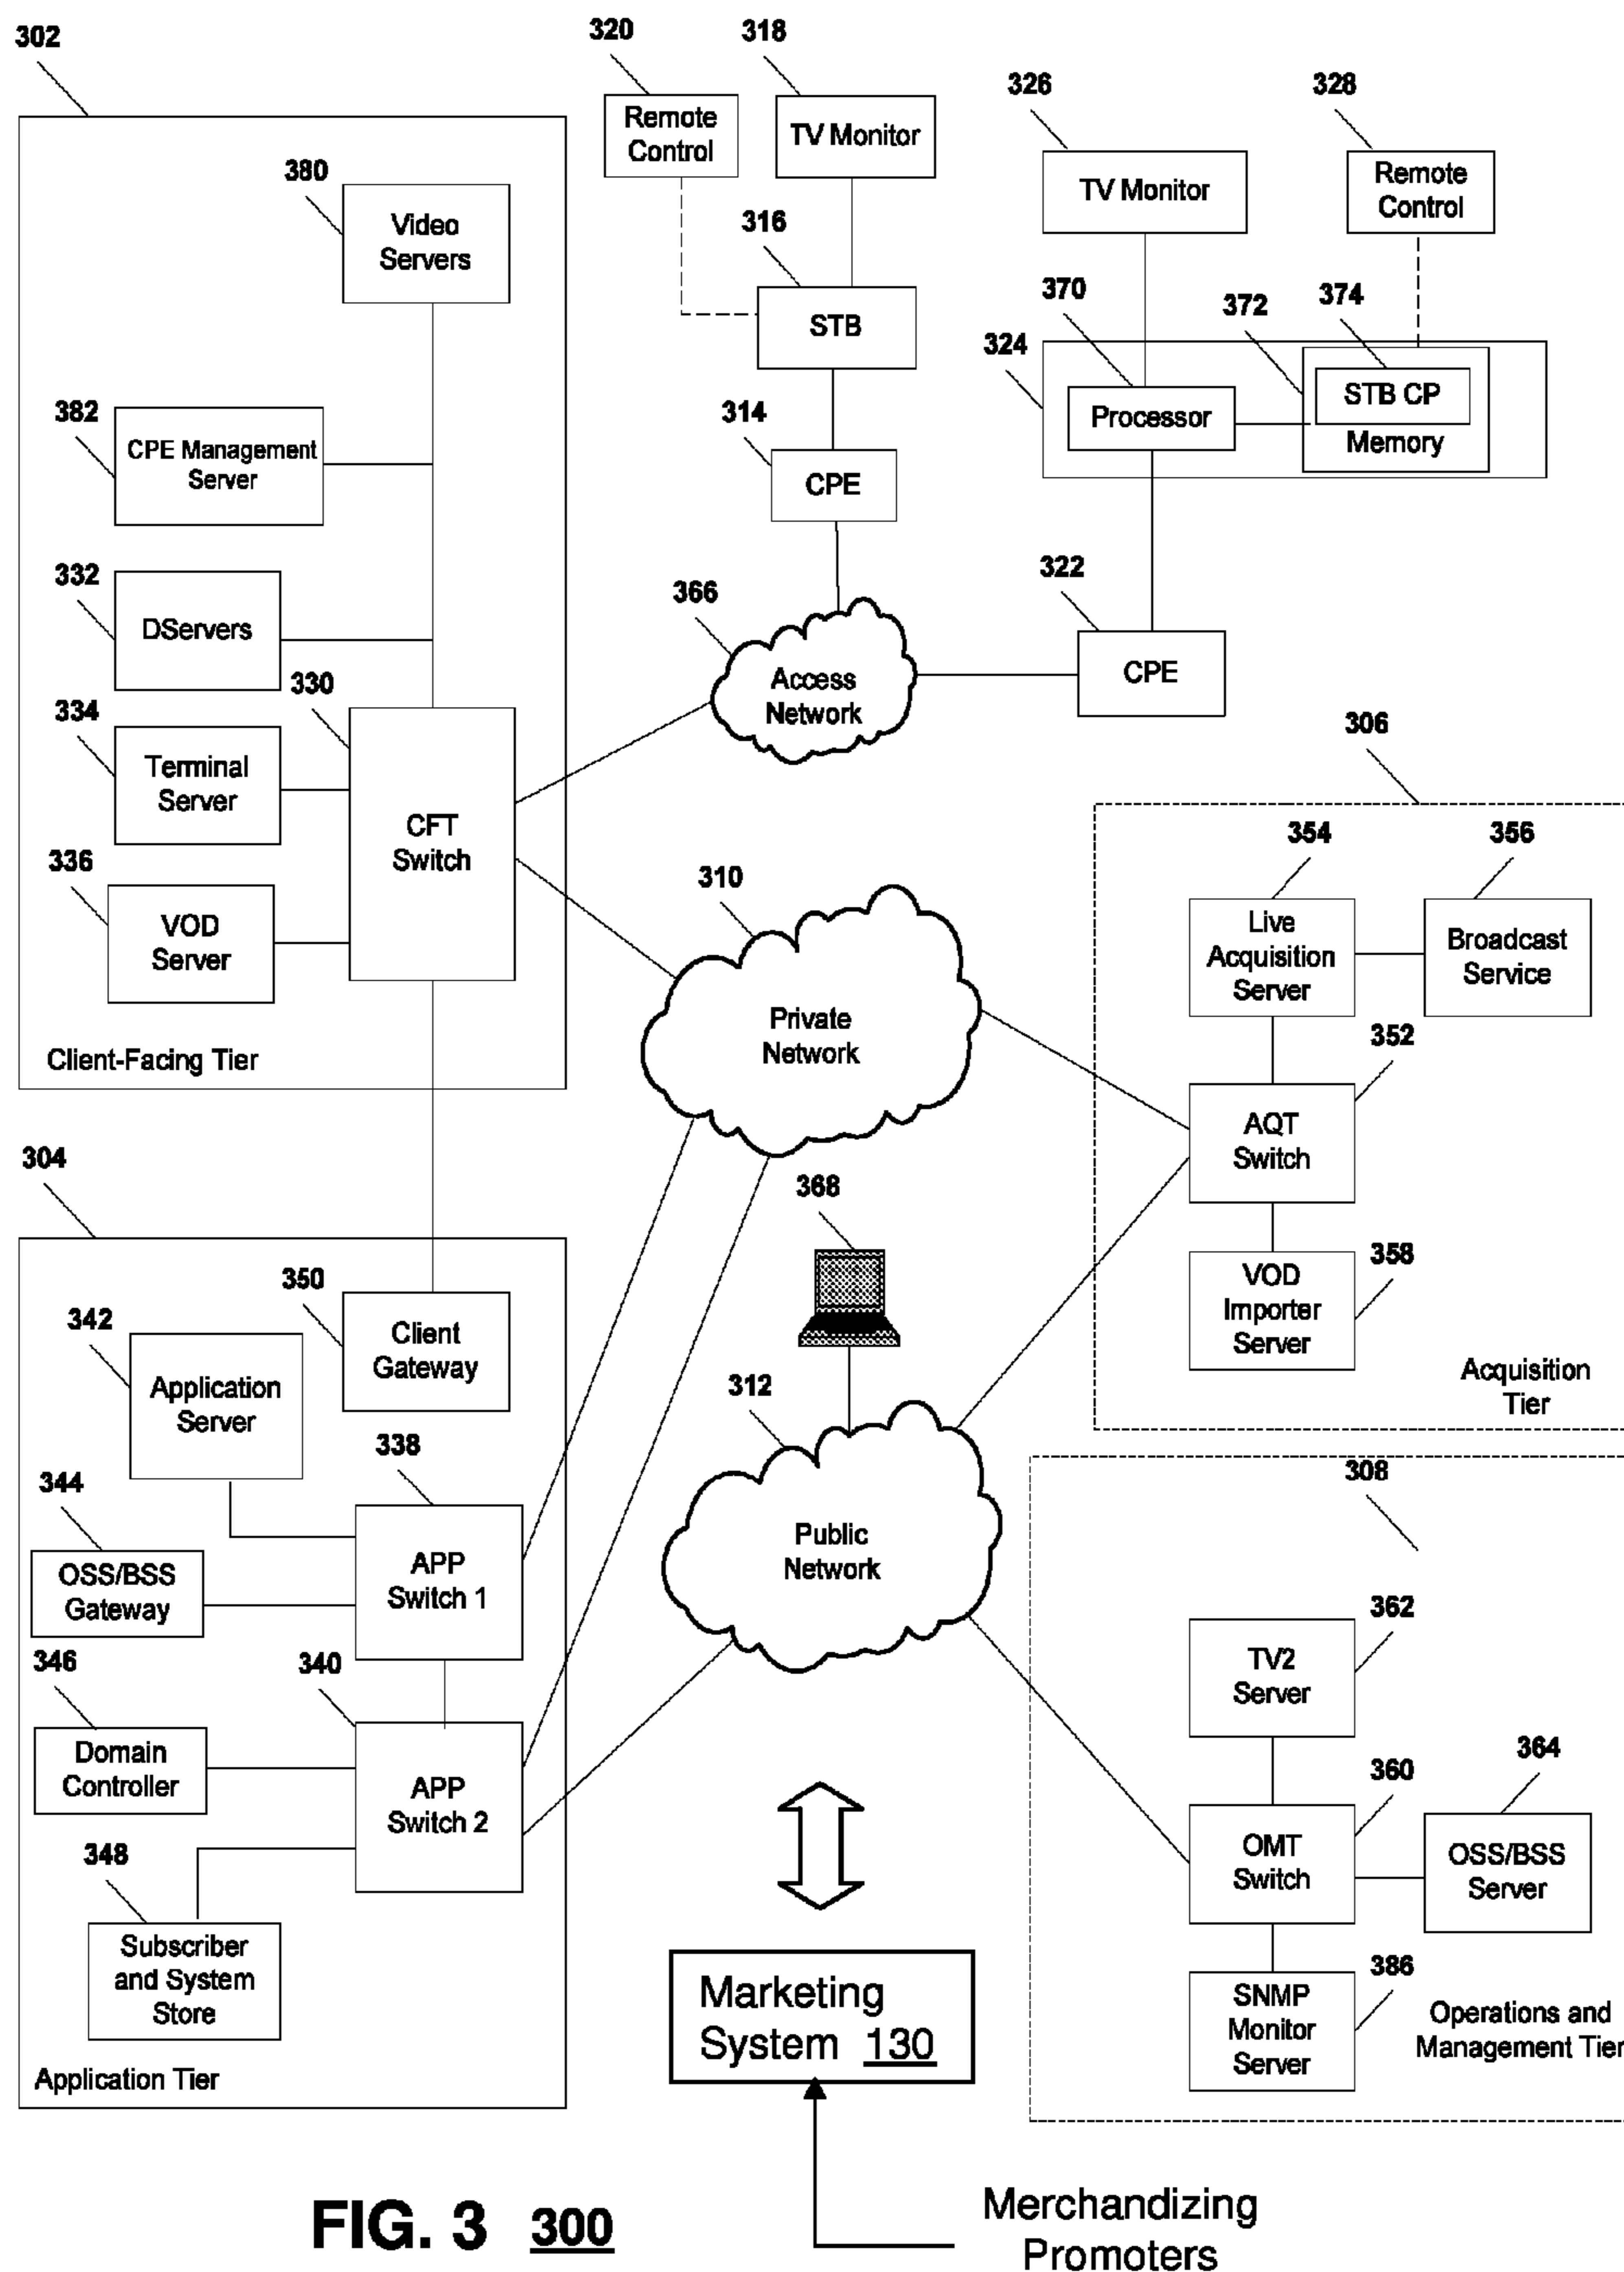 302
320
318
326
328
Remote
Control
TV Monitor
TV Monitor
Remote
Control
380
Video
Servers
316
STB
370
372
374
324
Processor
STB CP
Memory
382
CPE Management
Server
314
CPE
332
DServers
366
322
Access
Network
CPE
330
334
Terminal
Server
CFT
Switch
336
VOD
Server
Client-Facing Tier
306
310
Private
Network
354
356
Live
Acquisition
Server
Broadcast
Service
352
AQT
Switch
358
VOD
Importer
Server
Acquisition
Tier
304
368
350
Client
Gateway
342
Application
Server
312
Public
Network
338
APP
Switch 1
344
OSS/BSS
Gateway
346
Domain
Controller
340
APP
Switch 2
348
Subscriber
and System
Store
Application Tier
308
362
TV2
Server
360
OMT
Switch
364
OSS/BSS
Server
386
SNMP
Monitor
Server
Operations and
Management Tier
Marketing
System 130
FIG. 3 300
Merchandizing
Promoters